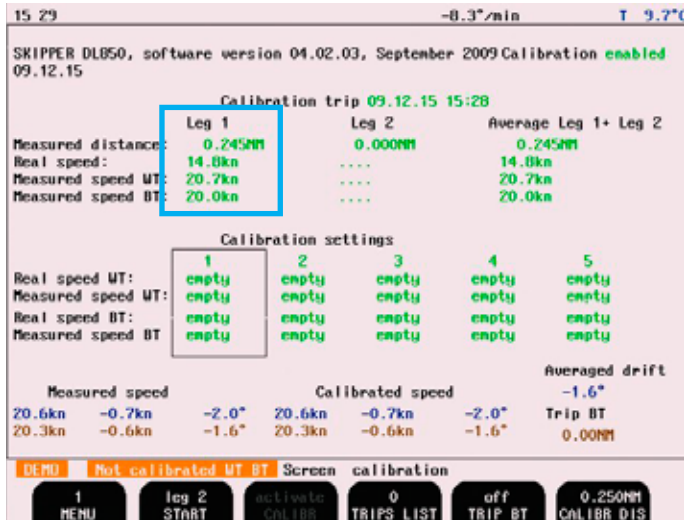 15 29 -8.3°/min T 9.7°C
SKIPPER DL850, software version 04.02.03, September 2009 Calibration enabled
09.12.15
Calibration trip 09.12.15 15:28
Leg 1 Leg 2 Average Leg 1+ Leg 2
Measured distance: 0.245NM 0.000NM 0.245NM
Real speed: 14.8kn .... 14.8kn
Measured speed WT: 20.7kn .... 20.7kn
Measured speed BT: 20.0kn .... 20.0kn
Calibration settings
1 2 3 4 5
Real speed WT: empty empty empty empty empty
Measured speed WT: empty empty empty empty empty
Real speed BT: empty empty empty empty empty
Measured speed BT empty empty empty empty empty
Averaged drift
Measured speed Calibrated speed -1.6°
20.6kn -0.7kn -2.0° 20.6kn -0.7kn -2.0° Trip BT
20.3kn -0.6kn -1.6° 20.3kn -0.6kn -1.6° 0.00NM
DEMO Not calibrated WT BT Screen calibration
1 leg 2 activate 0 off 0.250NM
MENU START CALIBR TRIPS LIST TRIP BT CALIBR DIS